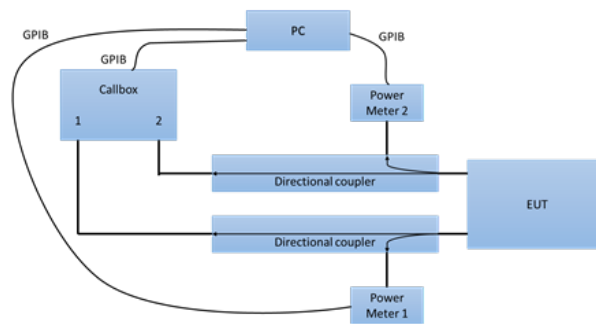 GPIB
PC
GPIB
GPIB
Callbox
1 2
Power
Meter 2
Directional coupler
EUT
Directional coupler
Power
Meter 1